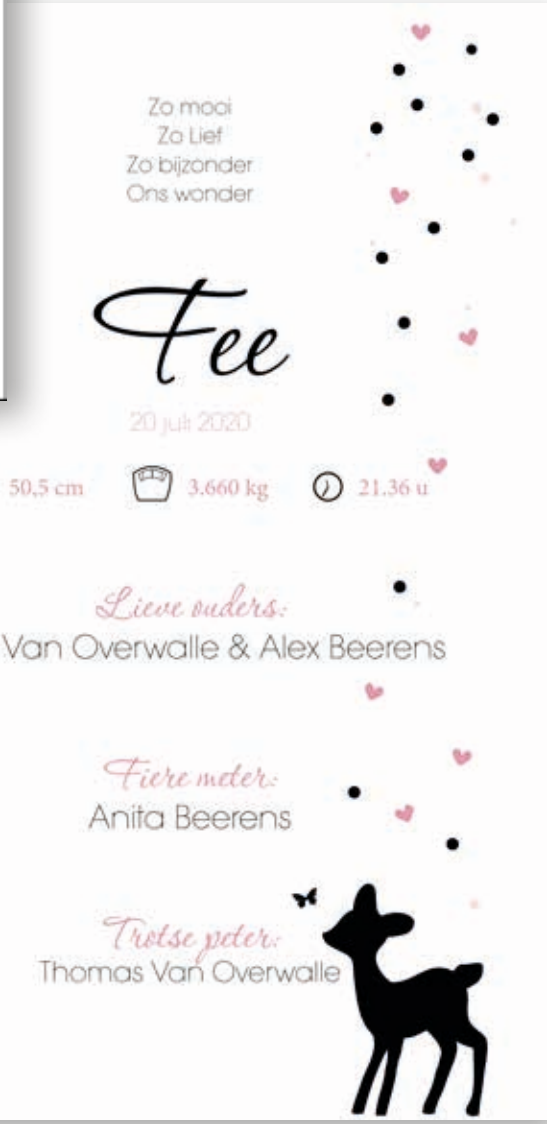 Zo mooi
Zo Lief
Zo bijzonder
Ons wonder
Fee
20 juli 2020
50,5 cm 3.660 kg 21.36 u
Lieve ouders:
Van Overwalle & Alex Beerens
Fiere meter:
Anita Beerens
Trotse peter:
Thomas Van Overwalle